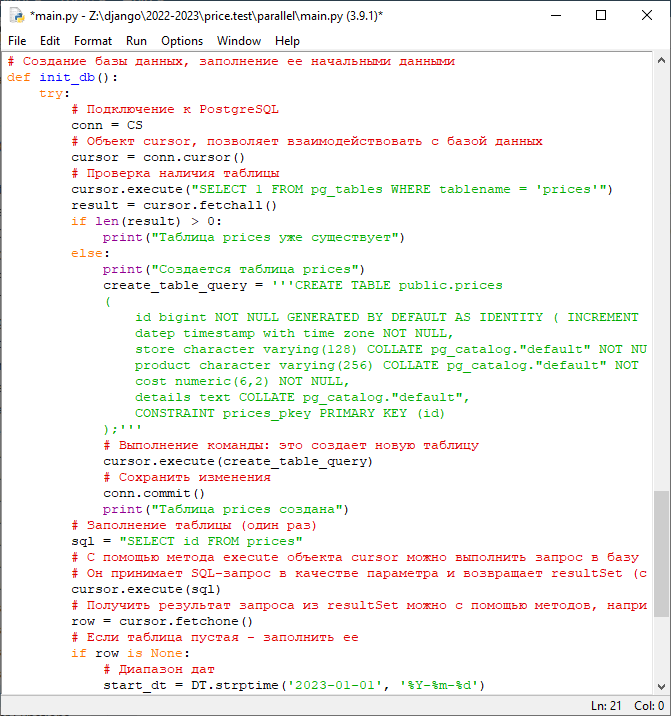 *main.py - Z:\django\2022-2023\price.test\parallel\main.py (3.9.1)*
File Edit Format Run Options Window Help
# Создание базы данных, заполнение ее начальными данными
def init_db():
    try:
        # Подключение к PostgreSQL
        conn = CS
        # Объект cursor, позволяет взаимодействовать с базой данных
        cursor = conn.cursor()
        # Проверка наличия таблицы
        cursor.execute("SELECT 1 FROM pg_tables WHERE tablename = 'prices'")
        result = cursor.fetchall()
        if len(result) > 0:
            print("Таблица prices уже существует")
        else:
            print("Создается таблица prices")
            create_table_query = '''CREATE TABLE public.prices
            (
                id bigint NOT NULL GENERATED BY DEFAULT AS IDENTITY ( INCREMENT
                datep timestamp with time zone NOT NULL,
                store character varying(128) COLLATE pg_catalog."default" NOT NU
                product character varying(256) COLLATE pg_catalog."default" NOT
                cost numeric(6,2) NOT NULL,
                details text COLLATE pg_catalog."default",
                CONSTRAINT prices_pkey PRIMARY KEY (id)
            );'''
            # Выполнение команды: это создает новую таблицу
            cursor.execute(create_table_query)
            # Сохранить изменения
            conn.commit()
            print("Таблица prices создана")
        # Заполнение таблицы (один раз)
        sql = "SELECT id FROM prices"
        # С помощью метода execute объекта cursor можно выполнить запрос в базу
        # Он принимает SQL-запрос в качестве параметра и возвращает resultSet (с
        cursor.execute(sql)
        # Получить результат запроса из resultSet можно с помощью методов, напри
        row = cursor.fetchone()
        # Если таблица пустая - заполнить ее
        if row is None:
            # Диапазон дат
            start_dt = DT.strptime('2023-01-01', '%Y-%m-%d')
Ln: 21 Col: 0